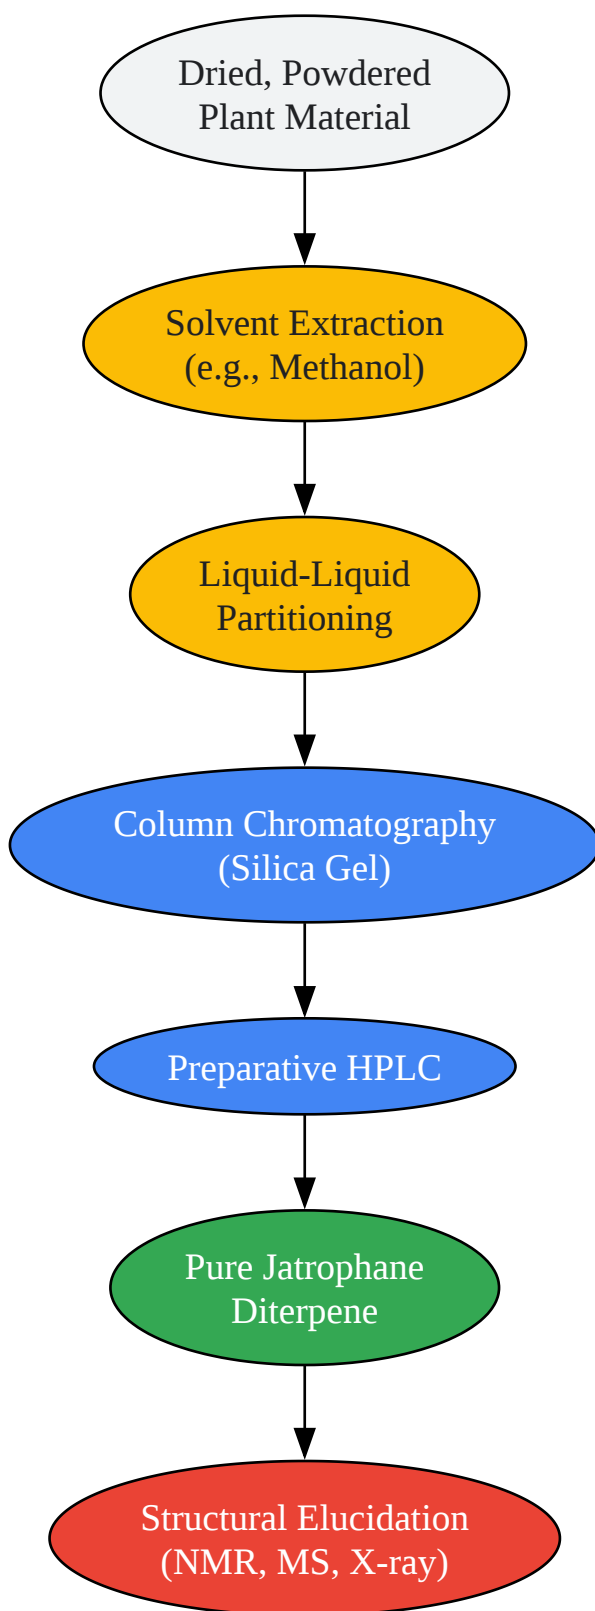 Dried, Powdered
Plant Material
Solvent Extraction
(e.g., Methanol)
Liquid-Liquid
Partitioning
Column Chromatography
(Silica Gel)
Preparative HPLC
Pure Jatrophane
Diterpene
Structural Elucidation
(NMR, MS, X-ray)